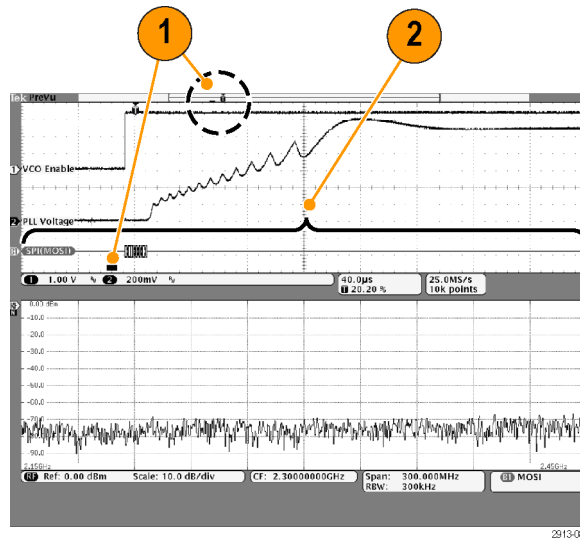 1
2
Tek PreVu
1 VCO Enable
2 PLL Voltage
B1 SPI(MOSI)
1 1.00 V 2 200mV
40.0µs
20.20 %
25.0MS/s
10k points
0.00 dBm
-10.0
-20.0
-30.0
-40.0
-50.0
-60.0
-70.0
-80.0
-90.0
2.15GHz
2.45GHz
RF Ref: 0.00 dBm Scale: 10.0 dB/div
CF: 2.30000000GHz
Span: 300.000MHz
RBW: 300kHz
B1 MOSI